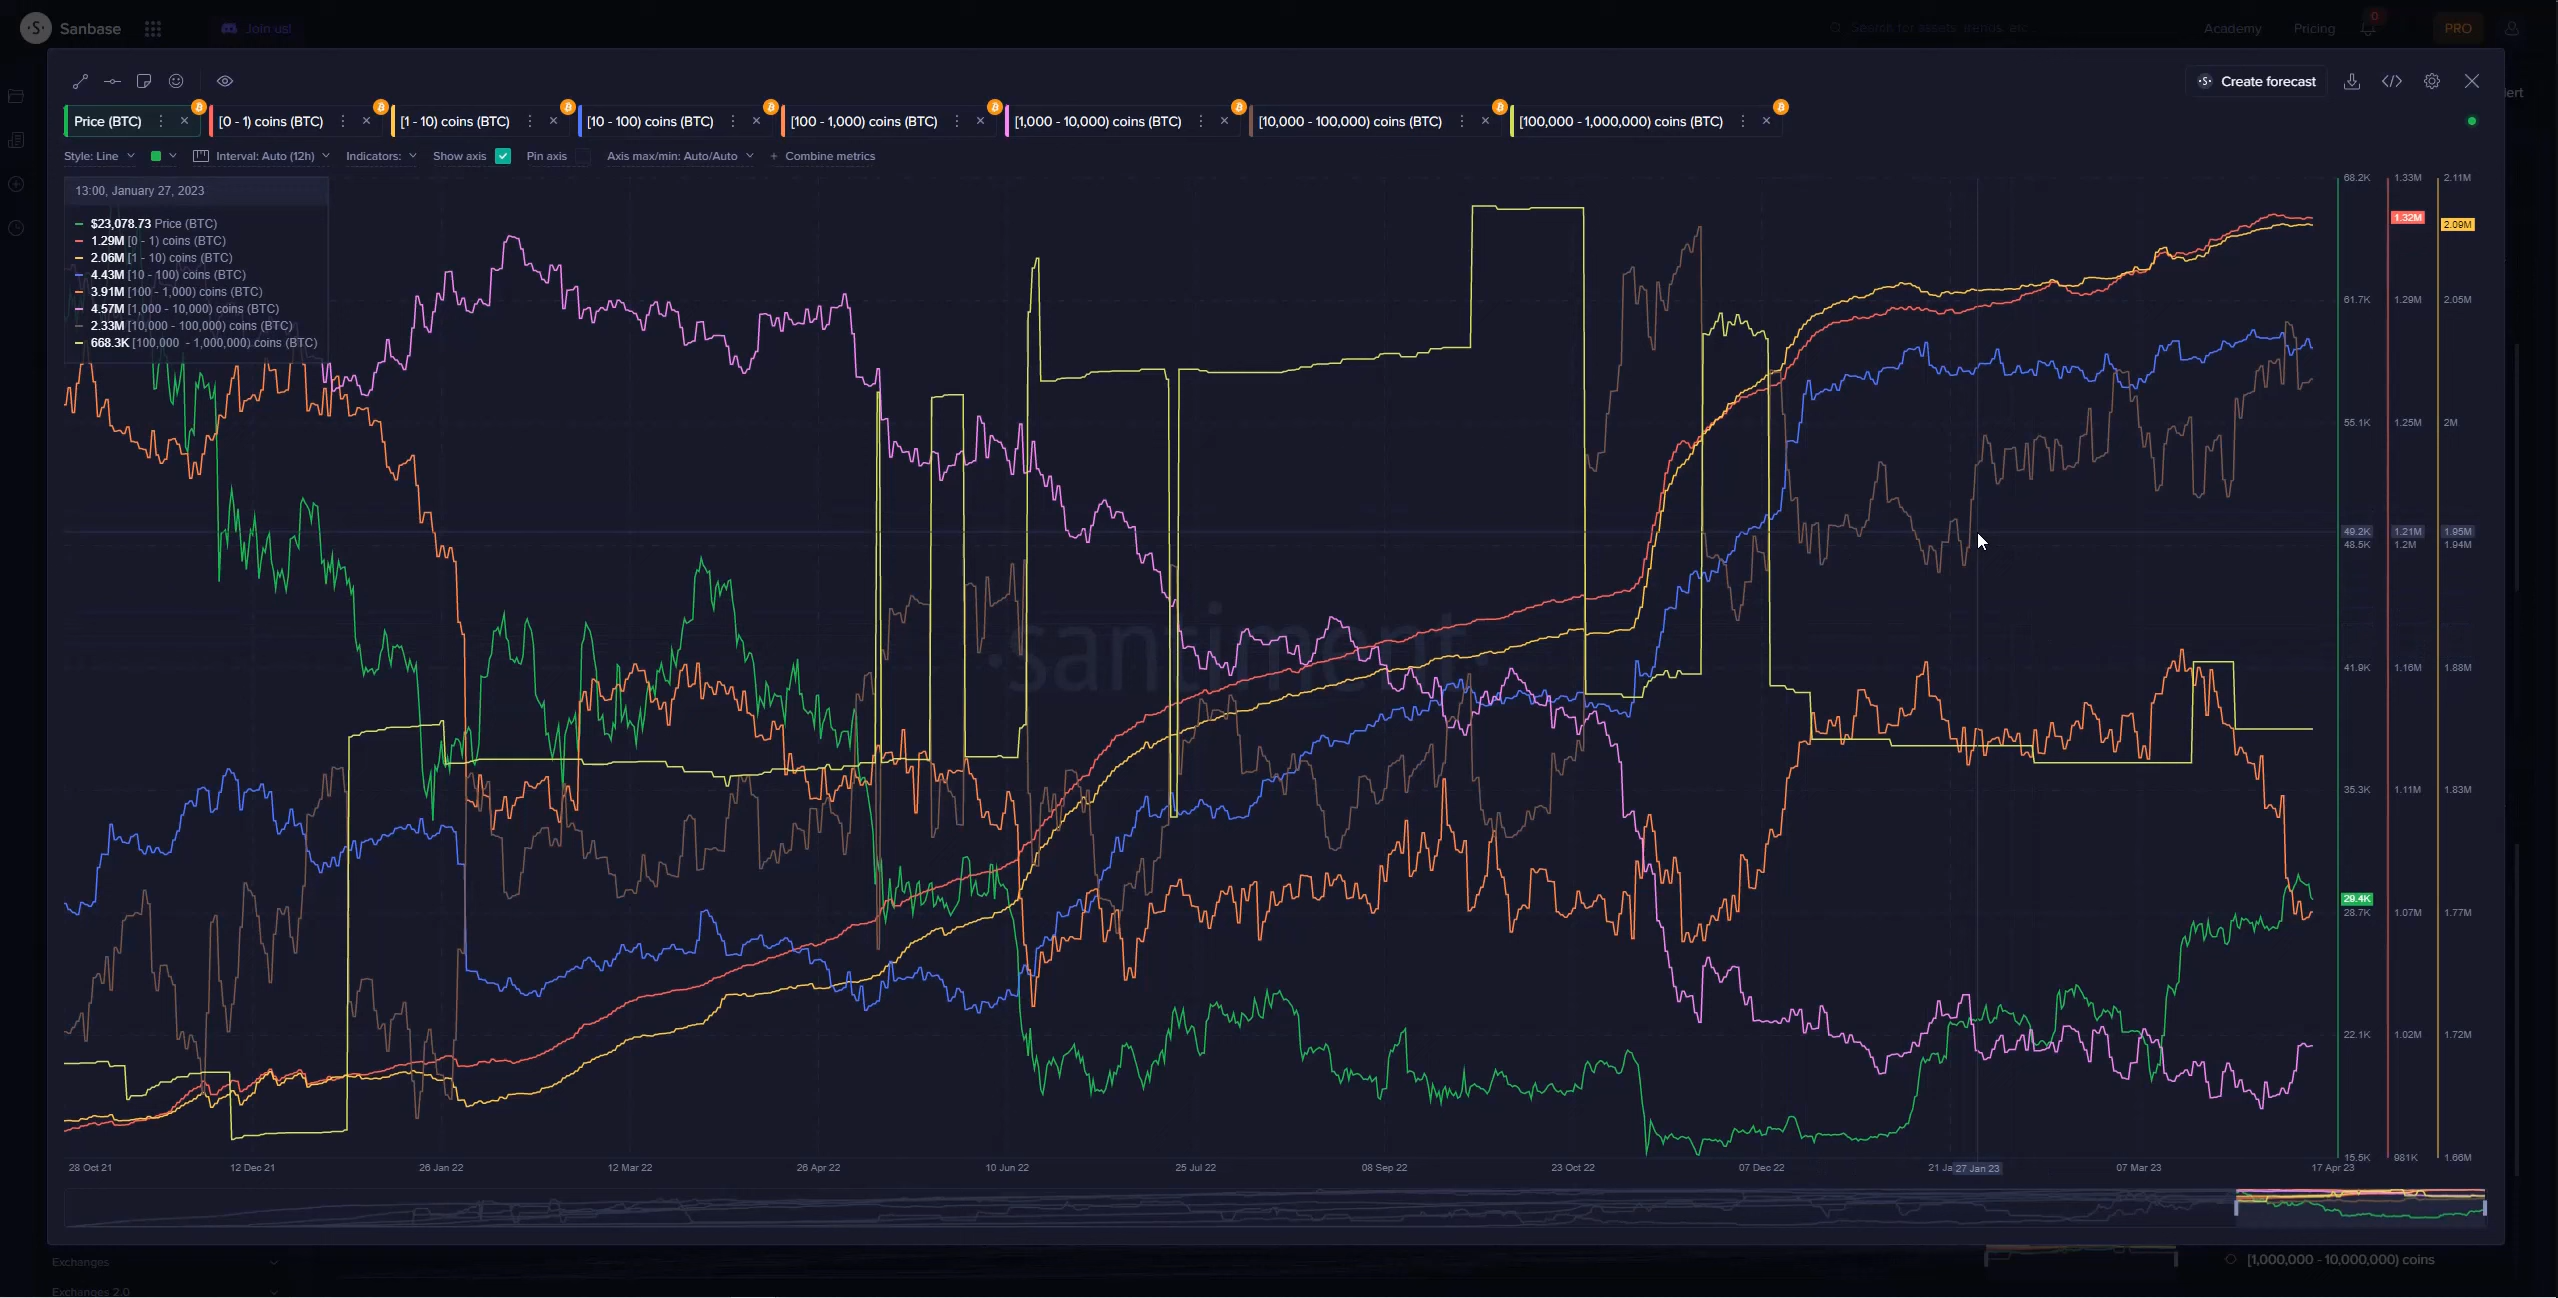 Sanbase Join us! Search for assets, trends, etc... Academy Pricing 0 PRO
Create forecast
Price (BTC) [0 - 1) coins (BTC) [1 - 10) coins (BTC) [10 - 100) coins (BTC) [100 - 1,000) coins (BTC) [1,000 - 10,000) coins (BTC) [10,000 - 100,000) coins (BTC) [100,000 - 1,000,000) coins (BTC)
Style: Line Interval: Auto (12h) Indicators: Show axis Pin axis Axis max/min: Auto/Auto + Combine metrics
13:00, January 27, 2023
$23,078.73 Price (BTC)
1.29M [0 - 1) coins (BTC)
2.06M [1 - 10) coins (BTC)
4.43M [10 - 100) coins (BTC)
3.91M [100 - 1,000) coins (BTC)
4.57M [1,000 - 10,000) coins (BTC)
2.33M [10,000 - 100,000) coins (BTC)
668.3K [100,000 - 1,000,000) coins (BTC)
68.2K 1.33M 2.11M
1.32M 2.09M
61.7K 1.29M 2.05M
55.1K 1.25M 2M
49.2K 1.21M 1.95M
48.5K 1.2M 1.94M
·santiment·
41.9K 1.16M 1.88M
35.3K 1.11M 1.83M
29.4K
28.7K 1.07M 1.77M
22.1K 1.02M 1.72M
15.5K 981K 1.66M
28 Oct 21 12 Dec 21 26 Jan 22 12 Mar 22 26 Apr 22 10 Jun 22 25 Jul 22 08 Sep 22 23 Oct 22 07 Dec 22 21 Ja 27 Jan 23 07 Mar 23 17 Apr 23
Exchanges [1,000,000 - 10,000,000) coins
Exchanges 2.0